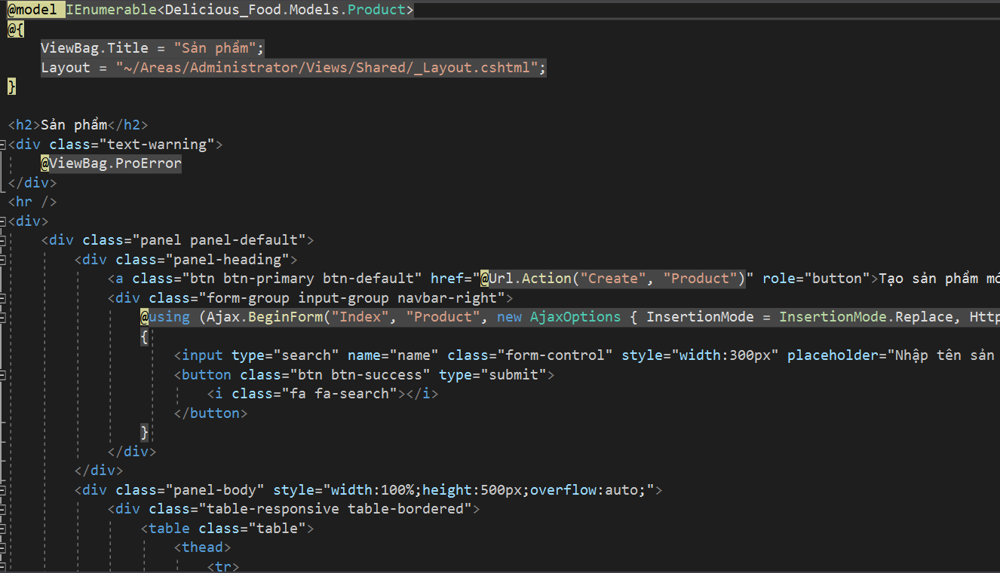 @model IEnumerable<Delicious_Food.Models.Product>
@{
    ViewBag.Title = "Sản phẩm";
    Layout = "~/Areas/Administrator/Views/Shared/_Layout.cshtml";
}
<h2>Sản phẩm</h2>
<div class="text-warning">
    @ViewBag.ProError
</div>
<hr />
<div>
    <div class="panel panel-default">
        <div class="panel-heading">
            <a class="btn btn-primary btn-default" href="@Url.Action("Create", "Product")" role="button">Tạo sản phẩm
            <div class="form-group input-group navbar-right">
                @using (Ajax.BeginForm("Index", "Product", new AjaxOptions { InsertionMode = InsertionMode.Replace, Http
                {
                    <input type="search" name="name" class="form-control" style="width:300px" placeholder="Nhập tên sản
                    <button class="btn btn-success" type="submit">
                        <i class="fa fa-search"></i>
                    </button>
                }
            </div>
        </div>
        <div class="panel-body" style="width:100%;height:500px;overflow:auto;">
            <div class="table-responsive table-bordered">
                <table class="table">
                    <thead>
                        <tr>